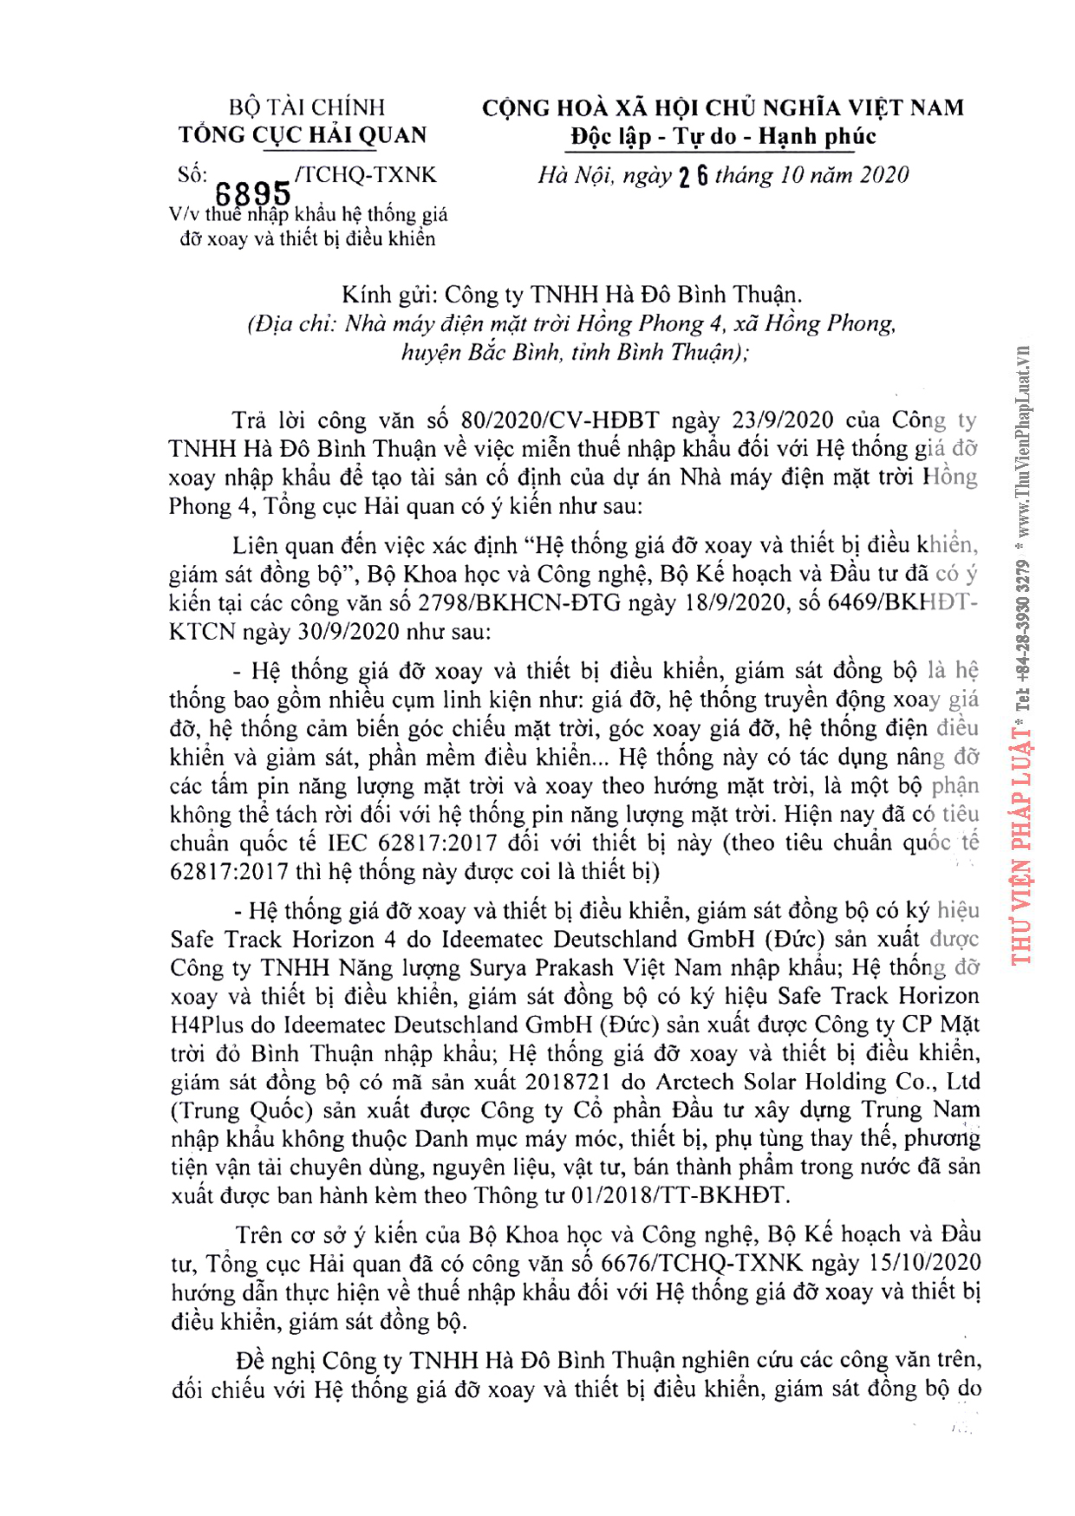 BỘ TÀI CHÍNH
TỔNG CỤC HẢI QUAN
Số: 6895 /TCHQ-TXNK
V/v thuế nhập khẩu hệ thống giá
đỡ xoay và thiết bị điều khiển
CỘNG HOÀ XÃ HỘI CHỦ NGHĨA VIỆT NAM
Độc lập - Tự do - Hạnh phúc
Hà Nội, ngày 26 tháng 10 năm 2020
Kính gửi: Công ty TNHH Hà Đô Bình Thuận.
(Địa chỉ: Nhà máy điện mặt trời Hồng Phong 4, xã Hồng Phong,
huyện Bắc Bình, tỉnh Bình Thuận);
Trả lời công văn số 80/2020/CV-HĐBT ngày 23/9/2020 của Công ty
TNHH Hà Đô Bình Thuận về việc miễn thuế nhập khẩu đối với Hệ thống giá đỡ
xoay nhập khẩu để tạo tài sản cố định của dự án Nhà máy điện mặt trời Hồng
Phong 4, Tổng cục Hải quan có ý kiến như sau:
Liên quan đến việc xác định “Hệ thống giá đỡ xoay và thiết bị điều khiển,
giám sát đồng bộ”, Bộ Khoa học và Công nghệ, Bộ Kế hoạch và Đầu tư đã có ý
kiến tại các công văn số 2798/BKHCN-ĐTG ngày 18/9/2020, số 6469/BKHĐT-
KTCN ngày 30/9/2020 như sau:
- Hệ thống giá đỡ xoay và thiết bị điều khiển, giám sát đồng bộ là hệ
thống bao gồm nhiều cụm linh kiện như: giá đỡ, hệ thống truyền động xoay giá
đỡ, hệ thống cảm biến góc chiếu mặt trời, góc xoay giá đỡ, hệ thống điện điều
khiển và giảm sát, phần mềm điều khiển... Hệ thống này có tác dụng nâng đỡ
các tấm pin năng lượng mặt trời và xoay theo hướng mặt trời, là một bộ phận
không thể tách rời đối với hệ thống pin năng lượng mặt trời. Hiện nay đã có tiêu
chuẩn quốc tế IEC 62817:2017 đối với thiết bị này (theo tiêu chuẩn quốc tế
62817:2017 thì hệ thống này được coi là thiết bị)
- Hệ thống giá đỡ xoay và thiết bị điều khiển, giám sát đồng bộ có ký hiệu
Safe Track Horizon 4 do Ideematec Deutschland GmbH (Đức) sản xuất được
Công ty TNHH Năng lượng Surya Prakash Việt Nam nhập khẩu; Hệ thống đỡ
xoay và thiết bị điều khiển, giám sát đồng bộ có ký hiệu Safe Track Horizon
H4Plus do Ideematec Deutschland GmbH (Đức) sản xuất được Công ty CP Mặt
trời đỏ Bình Thuận nhập khẩu; Hệ thống giá đỡ xoay và thiết bị điều khiển,
giám sát đồng bộ có mã sản xuất 2018721 do Arctech Solar Holding Co., Ltd
(Trung Quốc) sản xuất được Công ty Cổ phần Đầu tư xây dựng Trung Nam
nhập khẩu không thuộc Danh mục máy móc, thiết bị, phụ tùng thay thế, phương
tiện vận tải chuyên dùng, nguyên liệu, vật tư, bán thành phẩm trong nước đã sản
xuất được ban hành kèm theo Thông tư 01/2018/TT-BKHĐT.
Trên cơ sở ý kiến của Bộ Khoa học và Công nghệ, Bộ Kế hoạch và Đầu
tư, Tổng cục Hải quan đã có công văn số 6676/TCHQ-TXNK ngày 15/10/2020
hướng dẫn thực hiện về thuế nhập khẩu đối với Hệ thống giá đỡ xoay và thiết bị
điều khiển, giám sát đồng bộ.
Đề nghị Công ty TNHH Hà Đô Bình Thuận nghiên cứu các công văn trên,
đối chiếu với Hệ thống giá đỡ xoay và thiết bị điều khiển, giám sát đồng bộ do
THƯ VIỆN PHÁP LUẬT * Tel: +84-28-3930 3279 * www.ThuVienPhapLuat.vn